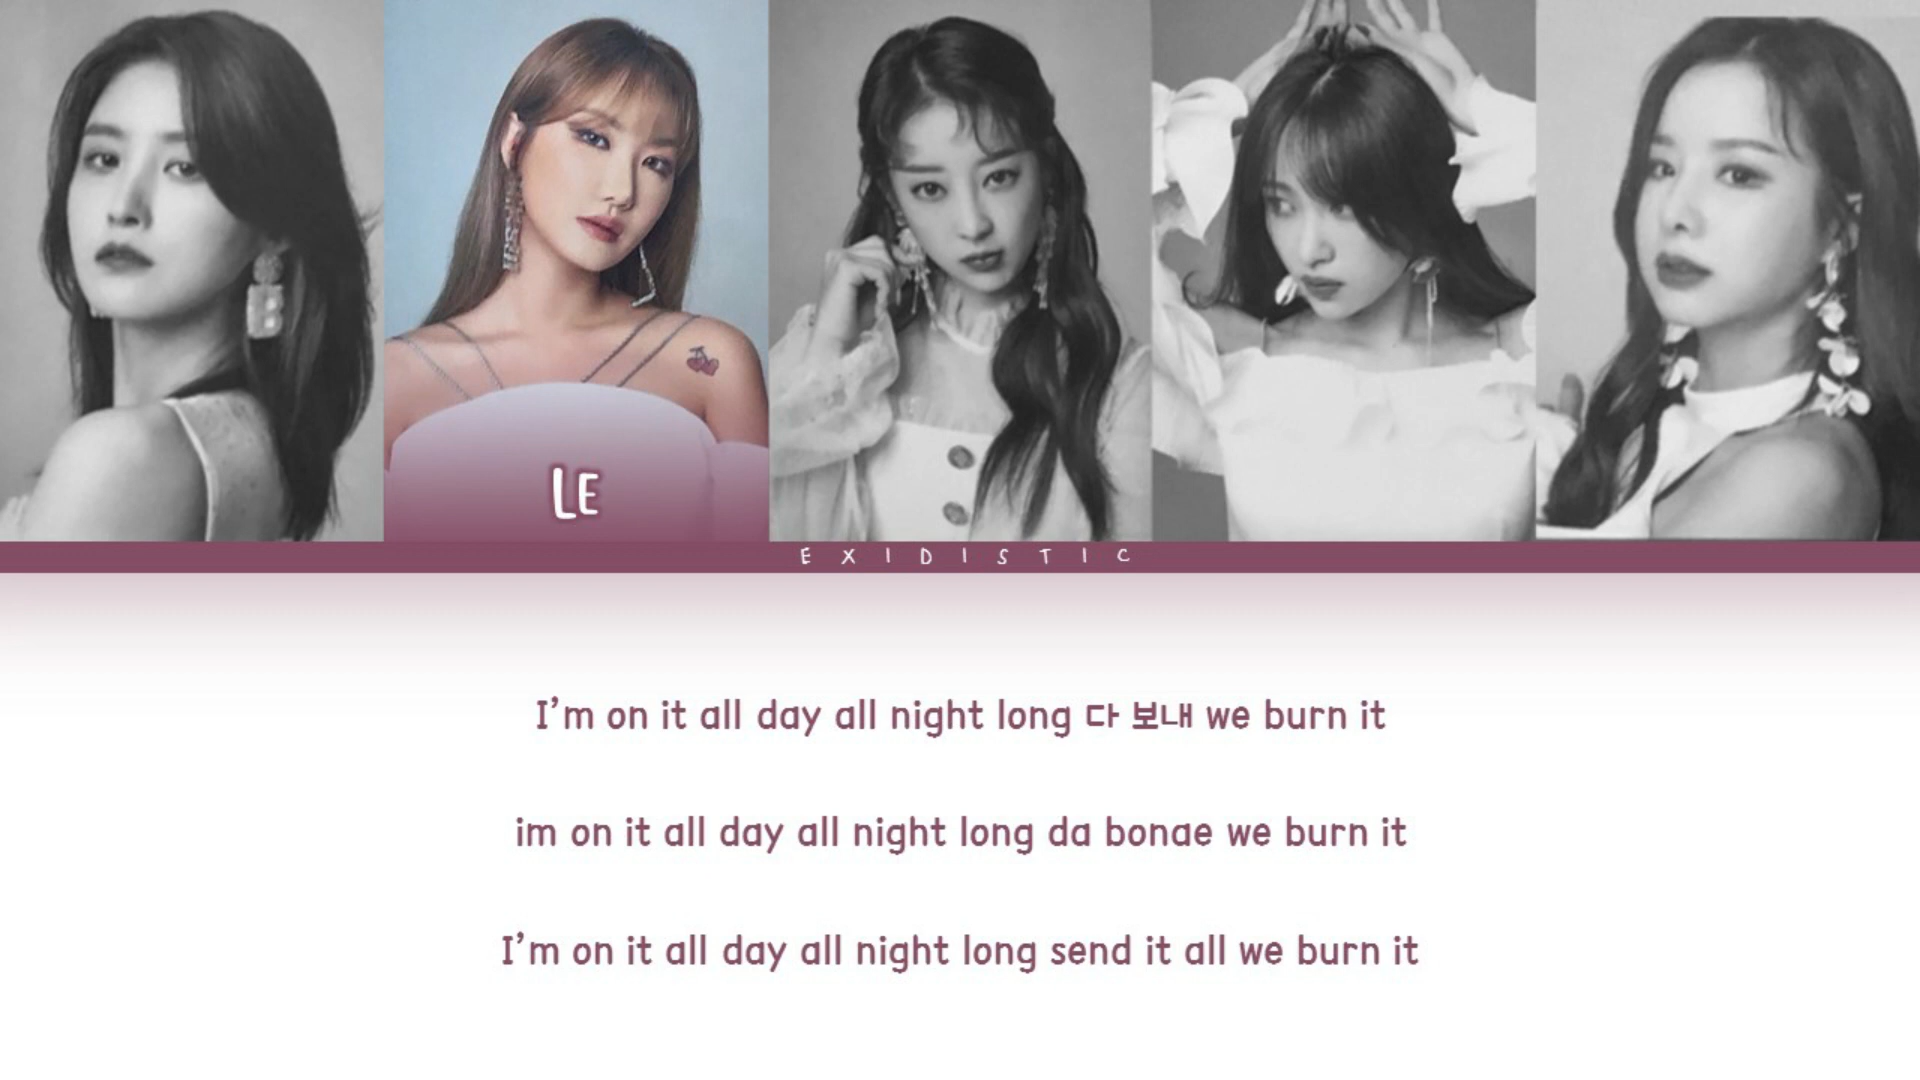 LE
EXIDISTIC
I'm on it all day all night long 다 보내 we burn it
im on it all day all night long da bonae we burn it
I'm on it all day all night long send it all we burn it